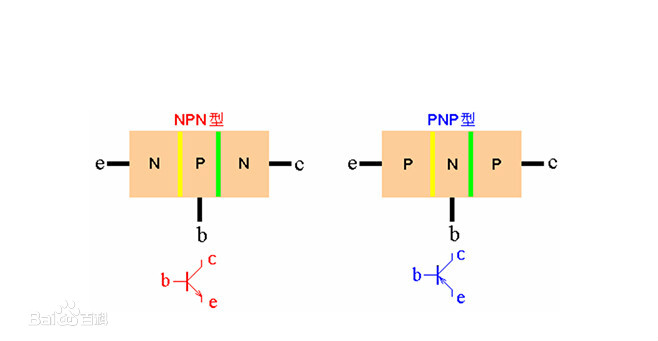 NPN型 PNP型
e N P N c e P N P c
b b
c c
b b
e e
Bai百科